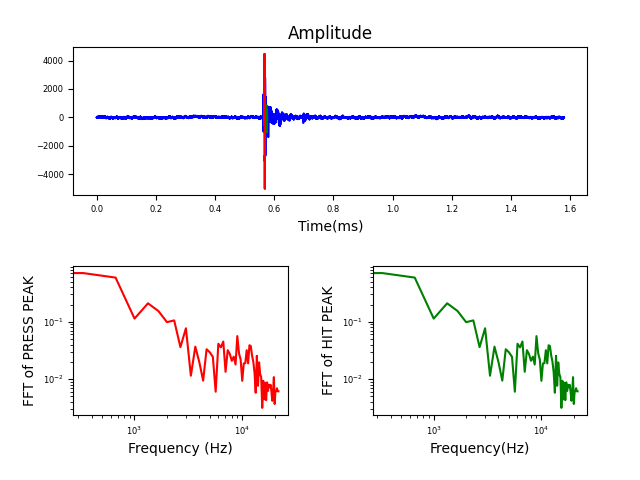 Amplitude
4000
2000
0
−2000
−4000
0.0 0.2 0.4 0.6 0.8 1.0 1.2 1.4 1.6
Time(ms)
FFT of PRESS PEAK
10⁻¹
10⁻²
10³ 10⁴
Frequency (Hz)
FFT of HIT PEAK
10⁻¹
10⁻²
10³ 10⁴
Frequency(Hz)